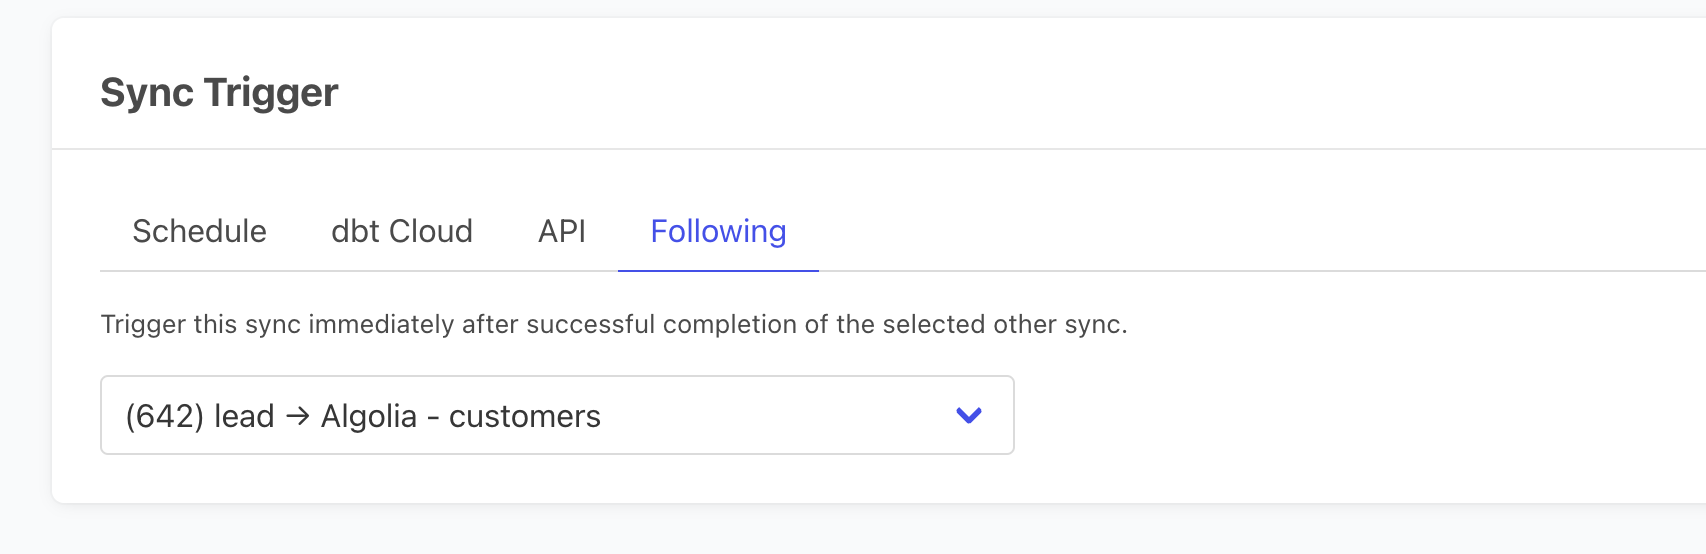 Sync Trigger
Schedule dbt Cloud API Following
Trigger this sync immediately after successful completion of the selected other sync.
(642) lead → Algolia - customers